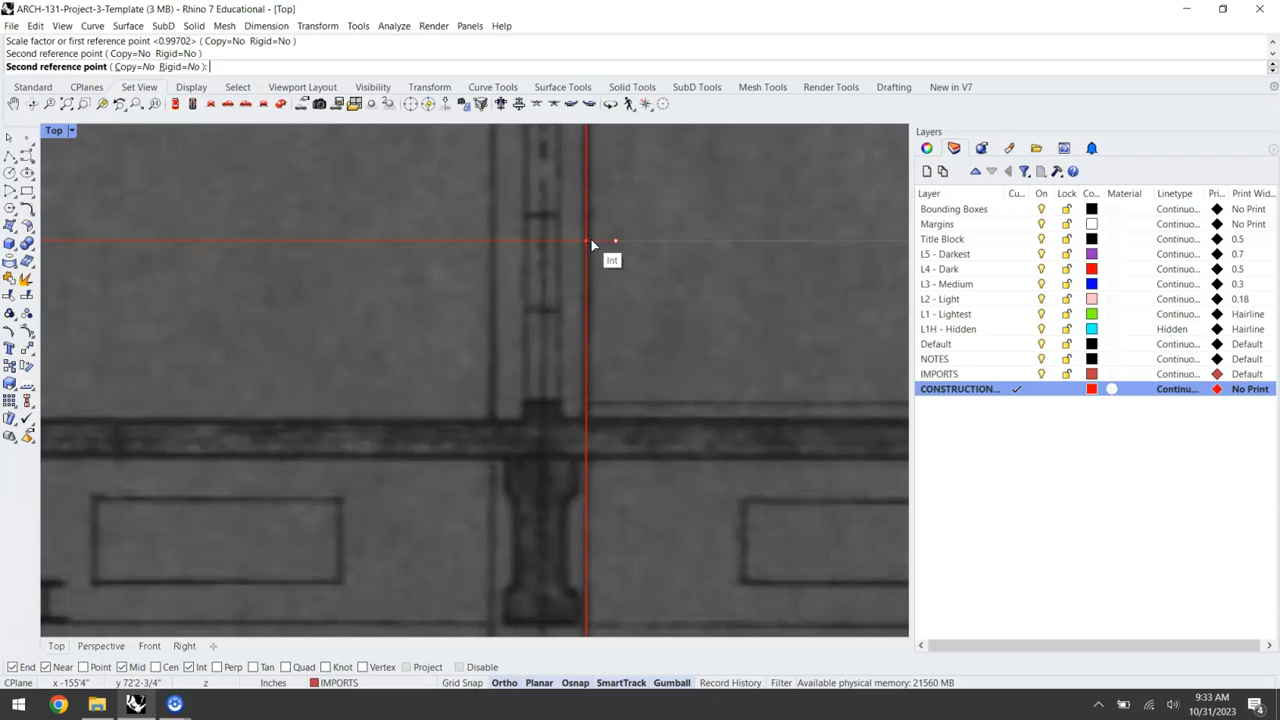 ARCH-131-Project-3-Template (3 MB) - Rhino 7 Educational - [Top]
File Edit View Curve Surface SubD Solid Mesh Dimension Transform Tools Analyze Render Panels Help
Scale factor or first reference point <0.99702> ( Copy=No Rigid=No )
Second reference point ( Copy=No Rigid=No )
Second reference point ( Copy=No Rigid=No ):
Standard CPlanes Set View Display Select Viewport Layout Visibility Transform Curve Tools Surface Tools Solid Tools SubD Tools Mesh Tools Render Tools Drafting New in V7
Top
Layers
Layer Cu... On Lock Co... Material Linetype Pri... Print Wid...
Bounding Boxes Continuo... No Print
Margins Continuo... No Print
Title Block Continuo... 0.5
L5 - Darkest Continuo... 0.7
L4 - Dark Continuo... 0.5
L3 - Medium Continuo... 0.3
L2 - Light Continuo... 0.18
L1 - Lightest Continuo... Hairline
L1H - Hidden Hidden Hairline
Default Continuo... Default
NOTES Continuo... Default
IMPORTS Continuo... Default
CONSTRUCTION... Continu... No Print
Int
Top Perspective Front Right
End Near Point Mid Cen Int Perp Tan Quad Knot Vertex Project Disable
CPlane x -155'4" y 72'2-3/4" z Inches IMPORTS Grid Snap Ortho Planar Osnap SmartTrack Gumball Record History Filter Available physical memory: 21560 MB
9:33 AM
10/31/2023
4